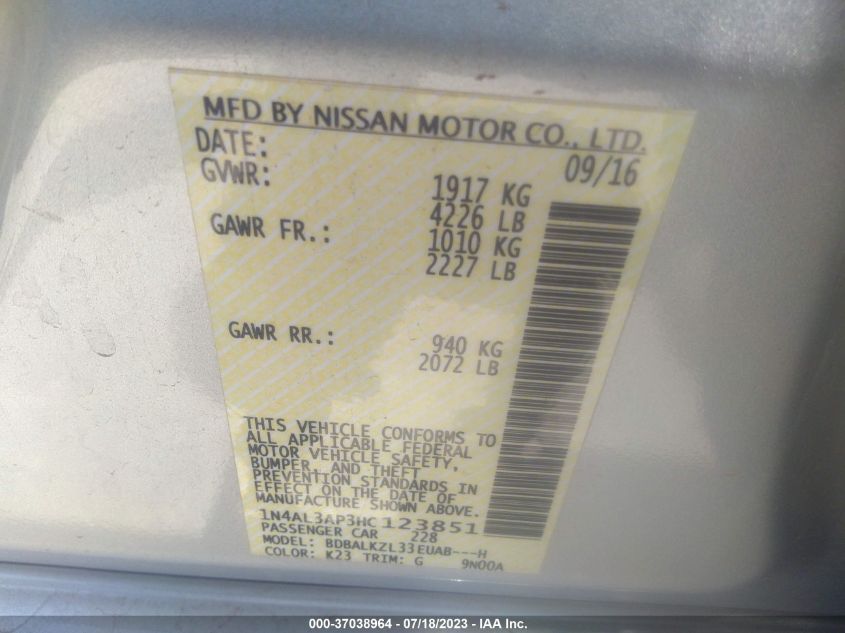 MFD BY NISSAN MOTOR CO., LTD.
DATE: 09/16
GVWR: 1917 KG
4226 LB
GAWR FR.: 1010 KG
2227 LB
GAWR RR.: 940 KG
2072 LB
THIS VEHICLE CONFORMS TO
ALL APPLICABLE FEDERAL
MOTOR VEHICLE SAFETY,
BUMPER, AND THEFT
PREVENTION STANDARDS IN
EFFECT ON THE DATE OF
MANUFACTURE SHOWN ABOVE.
1N4AL3AP3HC123851
PASSENGER CAR 228
MODEL: BDBALKZL33EUAB---H
COLOR: K23 TRIM: G 9N00A
000-37038964 - 07/18/2023 - IAA Inc.